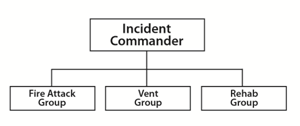 Incident
Commander
Fire Attack
Group
Vent
Group
Rehab
Group